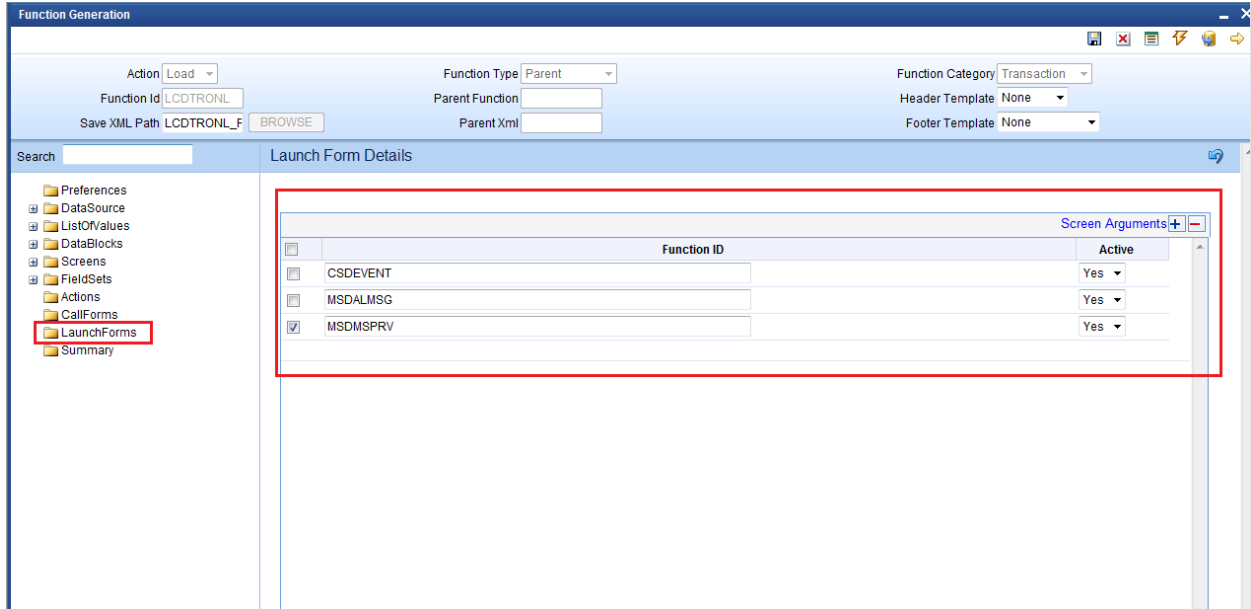 Function Generation
Action Load Function Type Parent Function Category Transaction
Function Id LCDTRONL Parent Function Header Template None
Save XML Path LCDTRONL_F BROWSE Parent Xml Footer Template None
Search Launch Form Details
Preferences
DataSource
ListOfValues
DataBlocks
Screens
FieldSets
Actions
CallForms
LaunchForms
Summary
Screen Arguments
Function ID Active
CSDEVENT Yes
MSDALMSG Yes
MSDMSPRV Yes